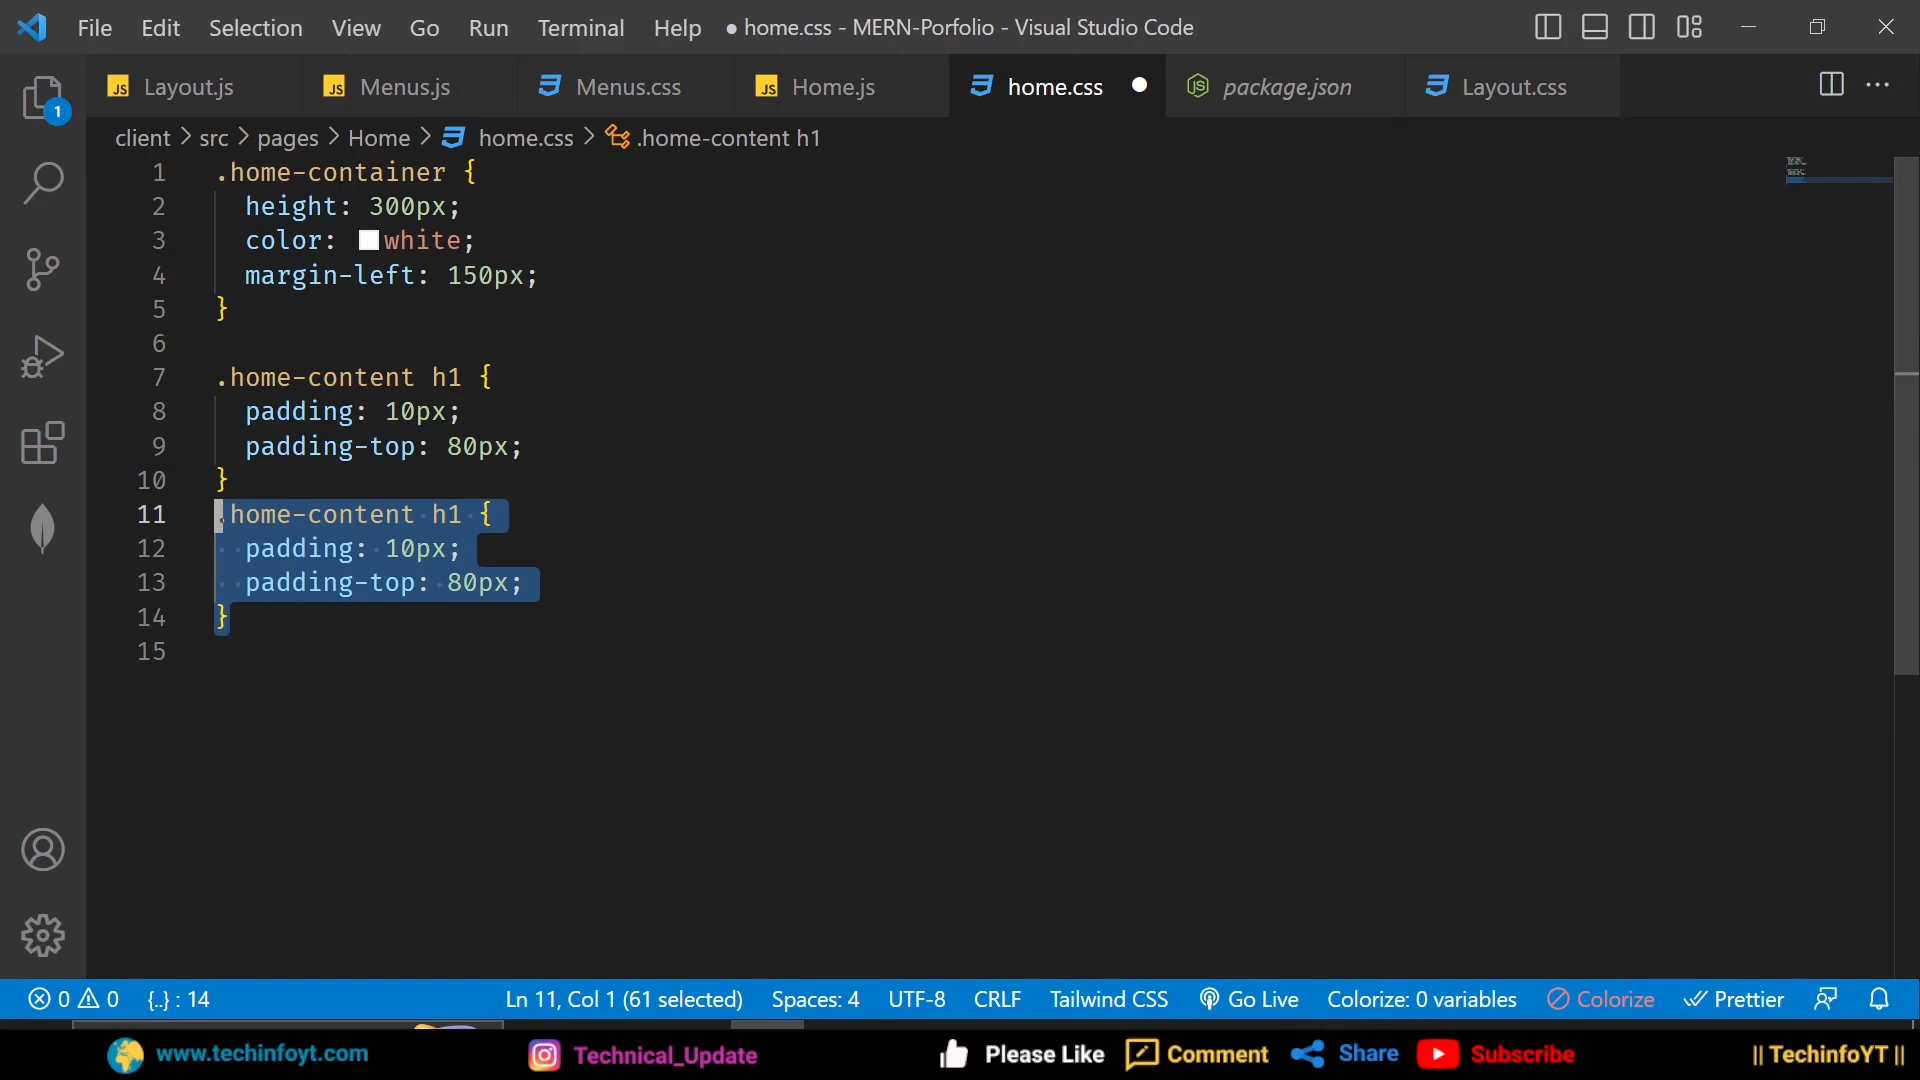 File Edit Selection View Go Run Terminal Help ● home.css - MERN-Porfolio - Visual Studio Code
1
JS Layout.js JS Menus.js Menus.css JS Home.js home.css ● package.json Layout.css ...
client > src > pages > Home > home.css > .home-content h1
1 .home-container {
2 height: 300px;
3 color: white;
4 margin-left: 150px;
5 }
6
7 .home-content h1 {
8 padding: 10px;
9 padding-top: 80px;
10 }
11 .home-content h1 {
12 padding: 10px;
13 padding-top: 80px;
14 }
15
0 0 {..} : 14 Ln 11, Col 1 (61 selected) Spaces: 4 UTF-8 CRLF Tailwind CSS Go Live Colorize: 0 variables Colorize Prettier
www.techinfoyt.com Technical_Update Please Like Comment Share Subscribe || TechinfoYT ||